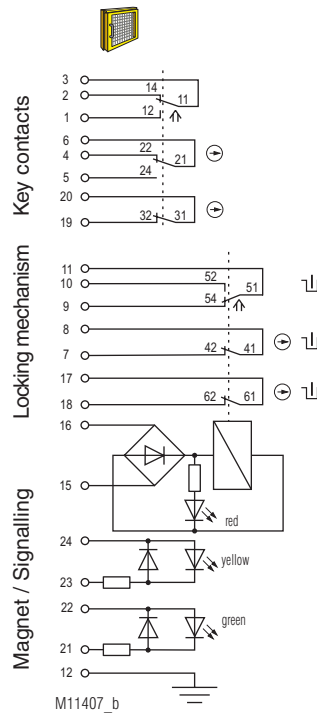 Key contacts
3
2 14
11
1 12
6
4 22
21
5 24
20
19 32 31
Locking mechanism
11
10 52
51
9 54
8
7 42 41
17
18 62 61
Magnet / Signalling
16
15
red
24
yellow
23
22
green
21
12
M11407_b